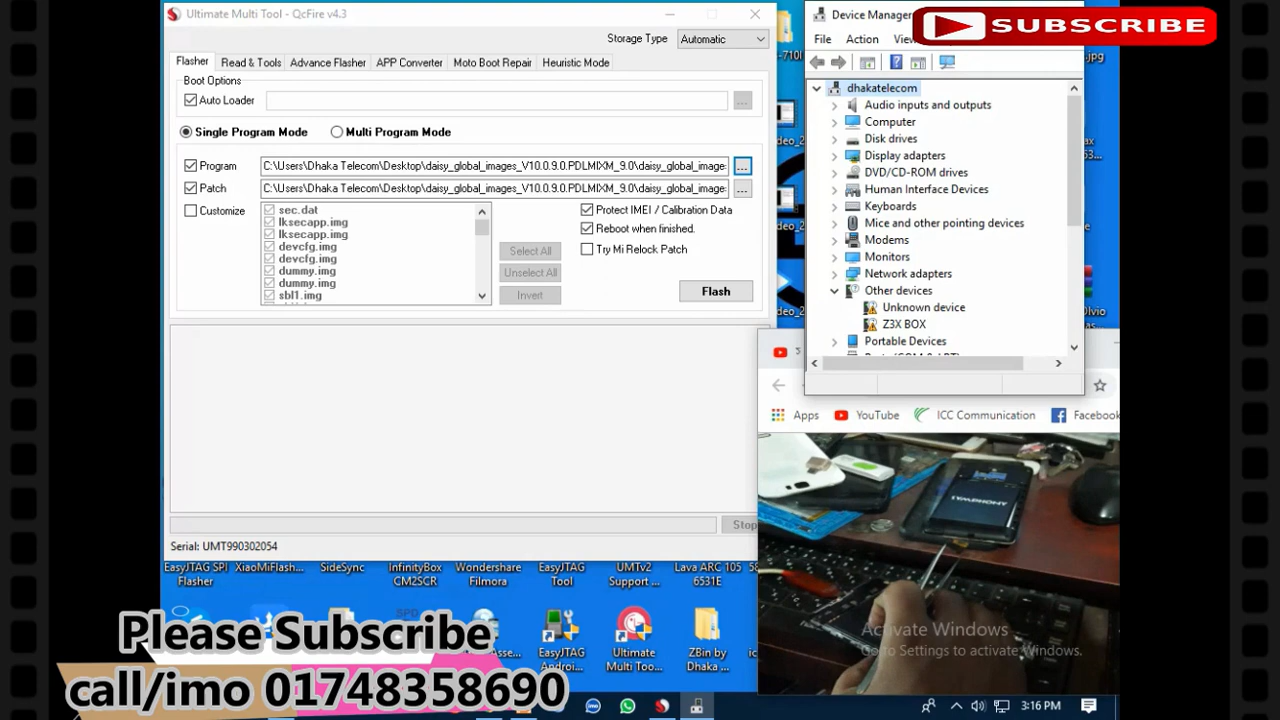 Ultimate Multi Tool - QcFire v4.3
Storage Type Automatic
Flasher Read & Tools Advance Flasher APP Converter Moto Boot Repair Heuristic Mode
Boot Options
Auto Loader ...
Single Program Mode Multi Program Mode
Program C:\Users\Dhaka Telecom\Desktop\daisy_global_images_V10.0.9.0.PDLMIXM_9.0\daisy_global_image: ...
Patch C:\Users\Dhaka Telecom\Desktop\daisy_global_images_V10.0.9.0.PDLMIXM_9.0\daisy_global_image: ...
Customize
sec.dat
lksecapp.img
lksecapp.img
devcfg.img
devcfg.img
dummy.img
dummy.img
sbl1.img
Select All
Unselect All
Invert
Protect IMEI / Calibration Data
Reboot when finished.
Try Mi Relock Patch
Flash
Stop
Serial: UMT990302054
Device Manager
SUBSCRIBE
File Action View
dhakatelecom
Audio inputs and outputs
Computer
Disk drives
Display adapters
DVD/CD-ROM drives
Human Interface Devices
Keyboards
Mice and other pointing devices
Modems
Monitors
Network adapters
Other devices
Unknown device
Z3X BOX
Portable Devices
Apps YouTube ICC Communication Facebook
SYMPHONY
Activate Windows
Go to Settings to activate Windows.
EasyJTAG SPI Flasher
XiaoMiFlash...
SideSync
InfinityBox CM2SCR
Wondershare Filmora
EasyJTAG Tool
UMTv2 Support ...
Lava ARC 105 6531E
EasyJTAG Androi...
Ultimate Multi Too...
ZBin by Dhaka ...
Please Subscribe
call/imo 01748358690
3:16 PM